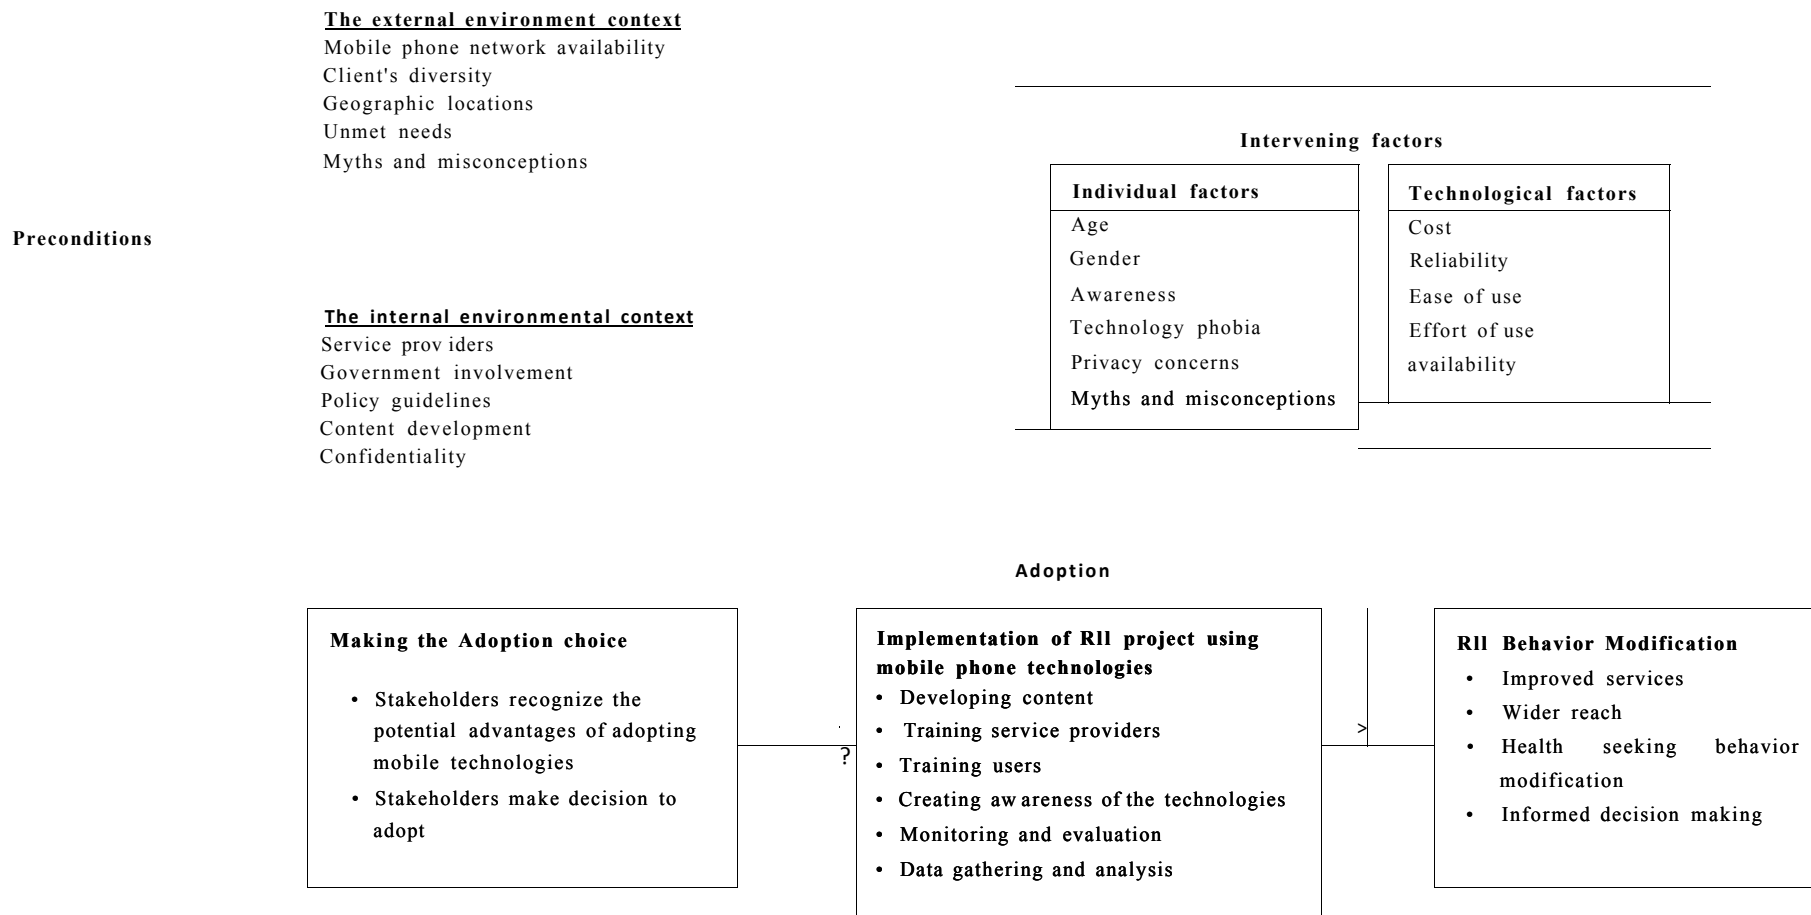 The external environment context
Mobile phone network availability
Client's diversity
Geographic locations
Unmet needs
Myths and misconceptions
Preconditions
The internal environmental context
Service prov iders
Government involvement
Policy guidelines
Content development
Confidentiality
Intervening factors
Individual factors
Age
Gender
Awareness
Technology phobia
Privacy concerns
Myths and misconceptions
Technological factors
Cost
Reliability
Ease of use
Effort of use
availability
Adoption
Making the Adoption choice
• Stakeholders recognize the
potential advantages of adopting
mobile technologies
• Stakeholders make decision to
adopt
?
Implementation of Rll project using
mobile phone technologies
• Developing content
• Training service providers
• Training users
• Creating aw areness of the technologies
• Monitoring and evaluation
• Data gathering and analysis
>
Rll Behavior Modification
• Improved services
• Wider reach
• Health seeking behavior
modification
• Informed decision making